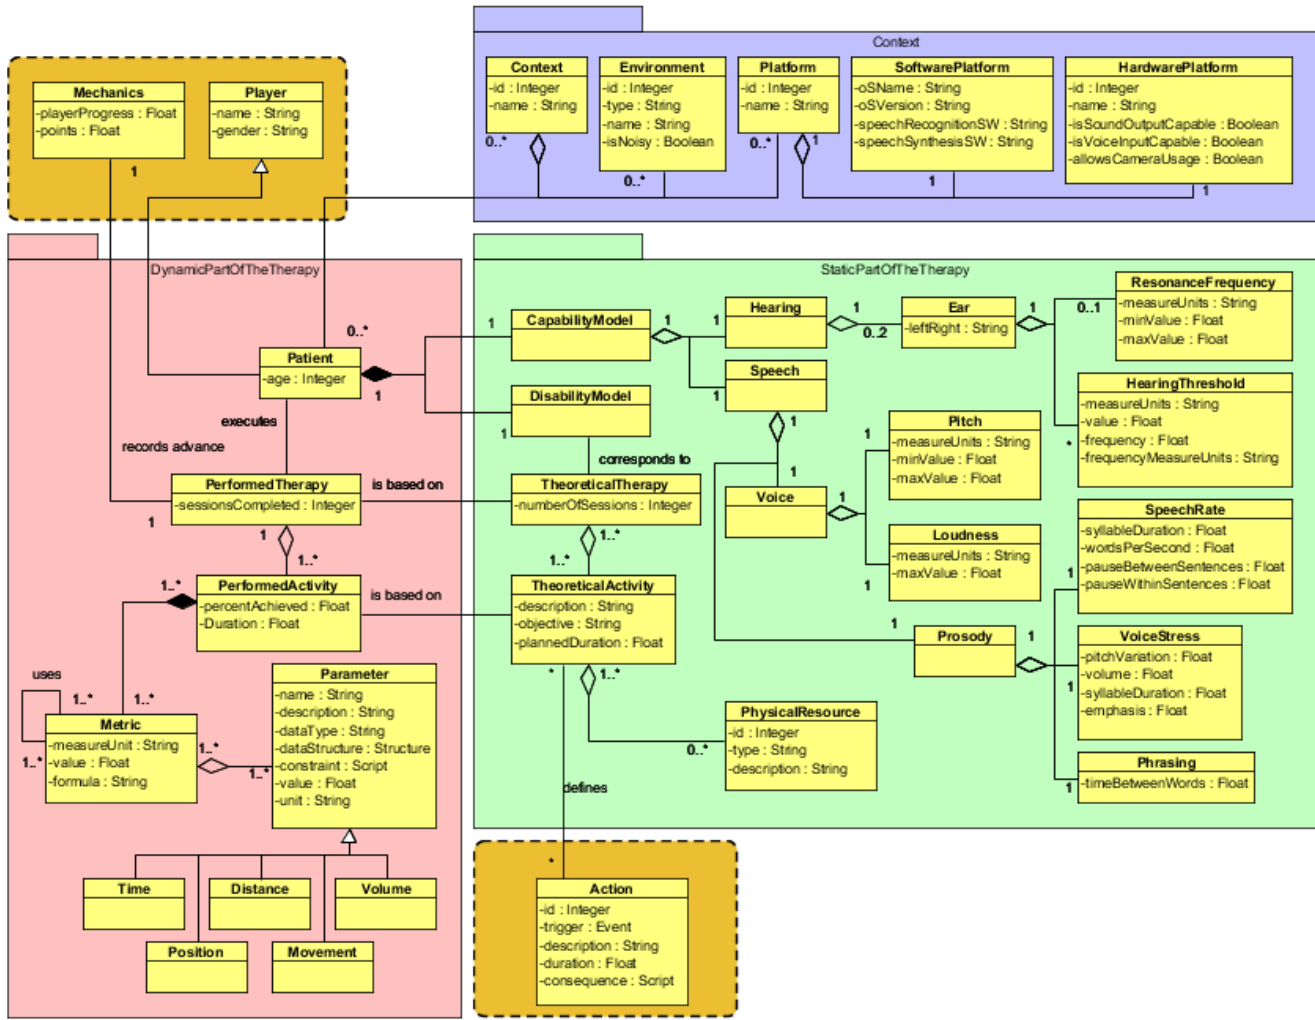 Context
Context
-id : Integer
-name : String
0..*
Environment
-id : Integer
-type : String
-name : String
-isNoisy : Boolean
0..*
Platform
-id : Integer
-name : String
0..*
1
SoftwarePlatform
-oSName : String
-oSVersion : String
-speechRecognitionSW : String
-speechSynthesisSW : String
1
HardwarePlatform
-id : Integer
-name : String
-isSoundOutputCapable : Boolean
-isVoiceInputCapable : Boolean
-allowsCameraUsage : Boolean
1
Mechanics
-playerProgress : Float
-points : Float
1
Player
-name : String
-gender : String
DynamicPartOfTheTherapy
0..*
Patient
-age : Integer
1
executes
records advance
PerformedTherapy
-sessionsCompleted : Integer
is based on
1
1
1..*
PerformedActivity
-percentAchieved : Float
-Duration : Float
is based on
1..*
uses
1..*
1..*
Metric
-measureUnit : String
-value : Float
-formula : String
1..*
1..*
1..*
Parameter
-name : String
-description : String
-dataType : String
-dataStructure : Structure
-constraint : Script
-value : Float
-unit : String
Time
Distance
Volume
Position
Movement
StaticPartOfTheTherapy
1
CapabilityModel
1
1
1
Hearing
1
0..2
Ear
-leftRight : String
1
0..1
ResonanceFrequency
-measureUnits : String
-minValue : Float
-maxValue : Float
Speech
1
DisabilityModel
1
corresponds to
HearingThreshold
-measureUnits : String
-value : Float
-frequency : Float
-frequencyMeasureUnits : String
*
TheoreticalTherapy
-numberOfSessions : Integer
1..*
1..*
1
Voice
1
Pitch
-measureUnits : String
-minValue : Float
-maxValue : Float
1
Loudness
-measureUnits : String
-maxValue : Float
1
SpeechRate
-syllableDuration : Float
-wordsPerSecond : Float
-pauseBetweenSentences : Float
-pauseWithinSentences : Float
1
TheoreticalActivity
-description : String
-objective : String
-plannedDuration : Float
*
1..*
1
Prosody
1
VoiceStress
-pitchVariation : Float
-volume : Float
-syllableDuration : Float
-emphasis : Float
1
PhysicalResource
-id : Integer
-type : String
-description : String
0..*
Phrasing
-timeBetweenWords : Float
1
defines
*
Action
-id : Integer
-trigger : Event
-description : String
-duration : Float
-consequence : Script